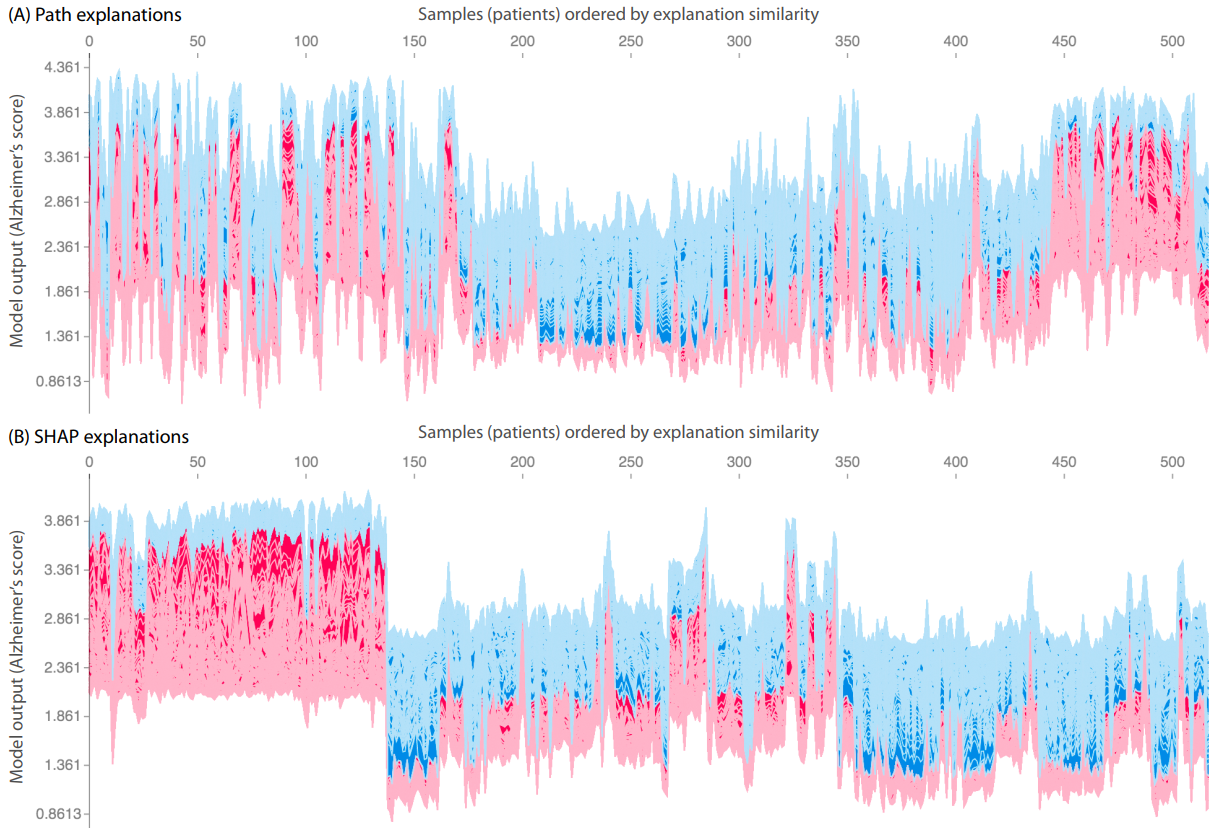 (A) Path explanations
Samples (patients) ordered by explanation similarity
0 50 100 150 200 250 300 350 400 450 500
Model output (Alzheimer's score)
4.361
3.861
3.361
2.861
2.361
1.861
1.361
0.8613
(B) SHAP explanations
Samples (patients) ordered by explanation similarity
0 50 100 150 200 250 300 350 400 450 500
Model output (Alzheimer's score)
3.861
3.361
2.861
2.361
1.861
1.361
0.8613